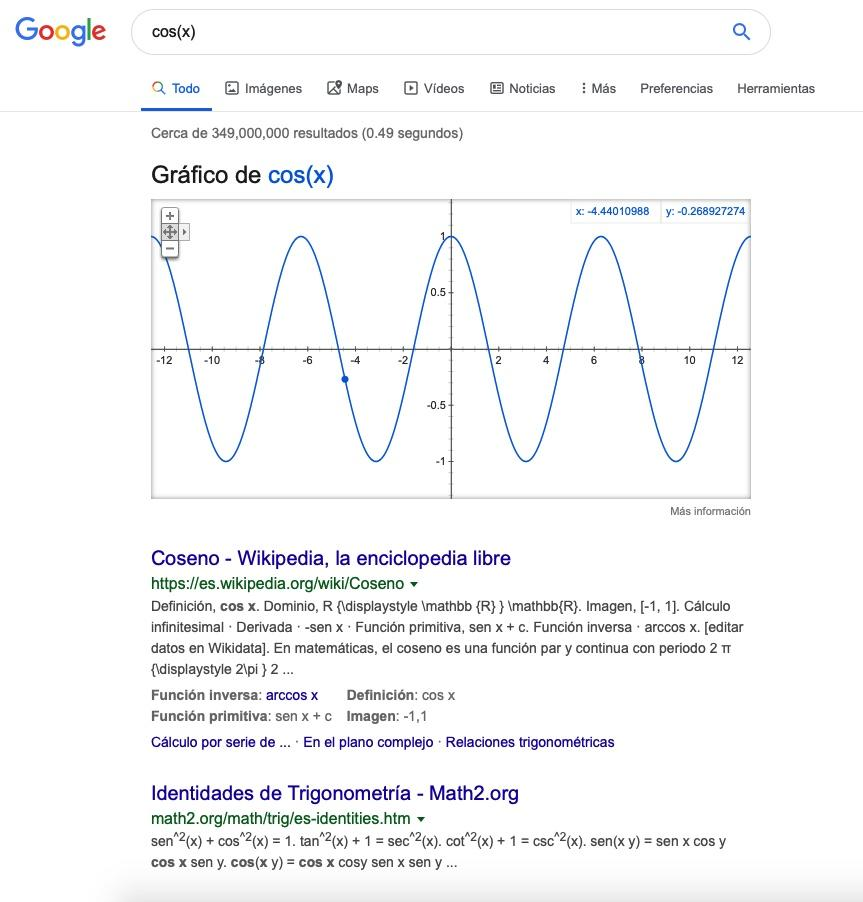 Google
cos(x)
Todo Imágenes Maps Vídeos Noticias Más Preferencias Herramientas
Cerca de 349,000,000 resultados (0.49 segundos)
Gráfico de cos(x)
x: -4.44010988 y: -0.268927274
1
0.5
-12 -10 -8 -6 -4 -2 2 4 6 8 10 12
-0.5
-1
Más información
Coseno - Wikipedia, la enciclopedia libre
https://es.wikipedia.org/wiki/Coseno
Definición, cos x. Dominio, R {\displaystyle \mathbb {R} } \mathbb{R}. Imagen, [-1, 1]. Cálculo
infinitesimal · Derivada · -sen x · Función primitiva, sen x + c. Función inversa · arccos x. [editar
datos en Wikidata]. En matemáticas, el coseno es una función par y continua con periodo 2 π
{\displaystyle 2\pi } 2 ...
Función inversa: arccos x Definición: cos x
Función primitiva: sen x + c Imagen: -1,1
Cálculo por serie de ... · En el plano complejo · Relaciones trigonométricas
Identidades de Trigonometría - Math2.org
math2.org/math/trig/es-identities.htm
sen^2(x) + cos^2(x) = 1. tan^2(x) + 1 = sec^2(x). cot^2(x) + 1 = csc^2(x). sen(x y) = sen x cos y
cos x sen y. cos(x y) = cos x cosy sen x sen y ...